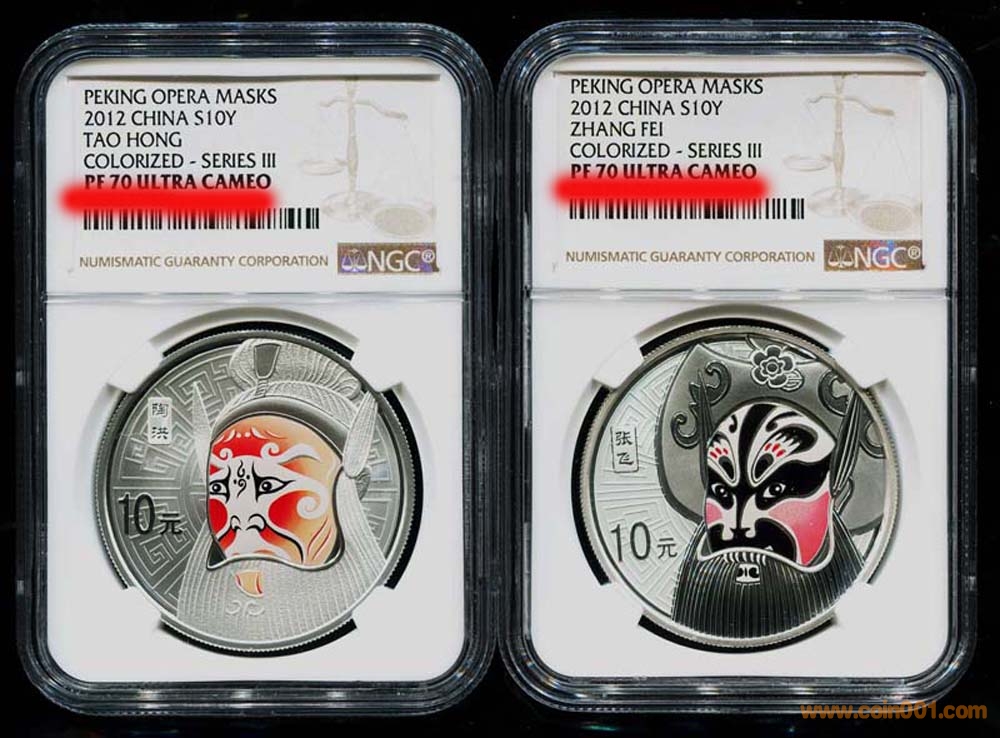 PEKING OPERA MASKS
2012 CHINA S10Y
TAO HONG
COLORIZED - SERIES III
PF 70 ULTRA CAMEO
NUMISMATIC GUARANTY CORPORATION
NGC®
陶洪
10元
PEKING OPERA MASKS
2012 CHINA S10Y
ZHANG FEI
COLORIZED - SERIES III
PF 70 ULTRA CAMEO
NUMISMATIC GUARANTY CORPORATION
NGC®
张飞
10元
www.coin001.com